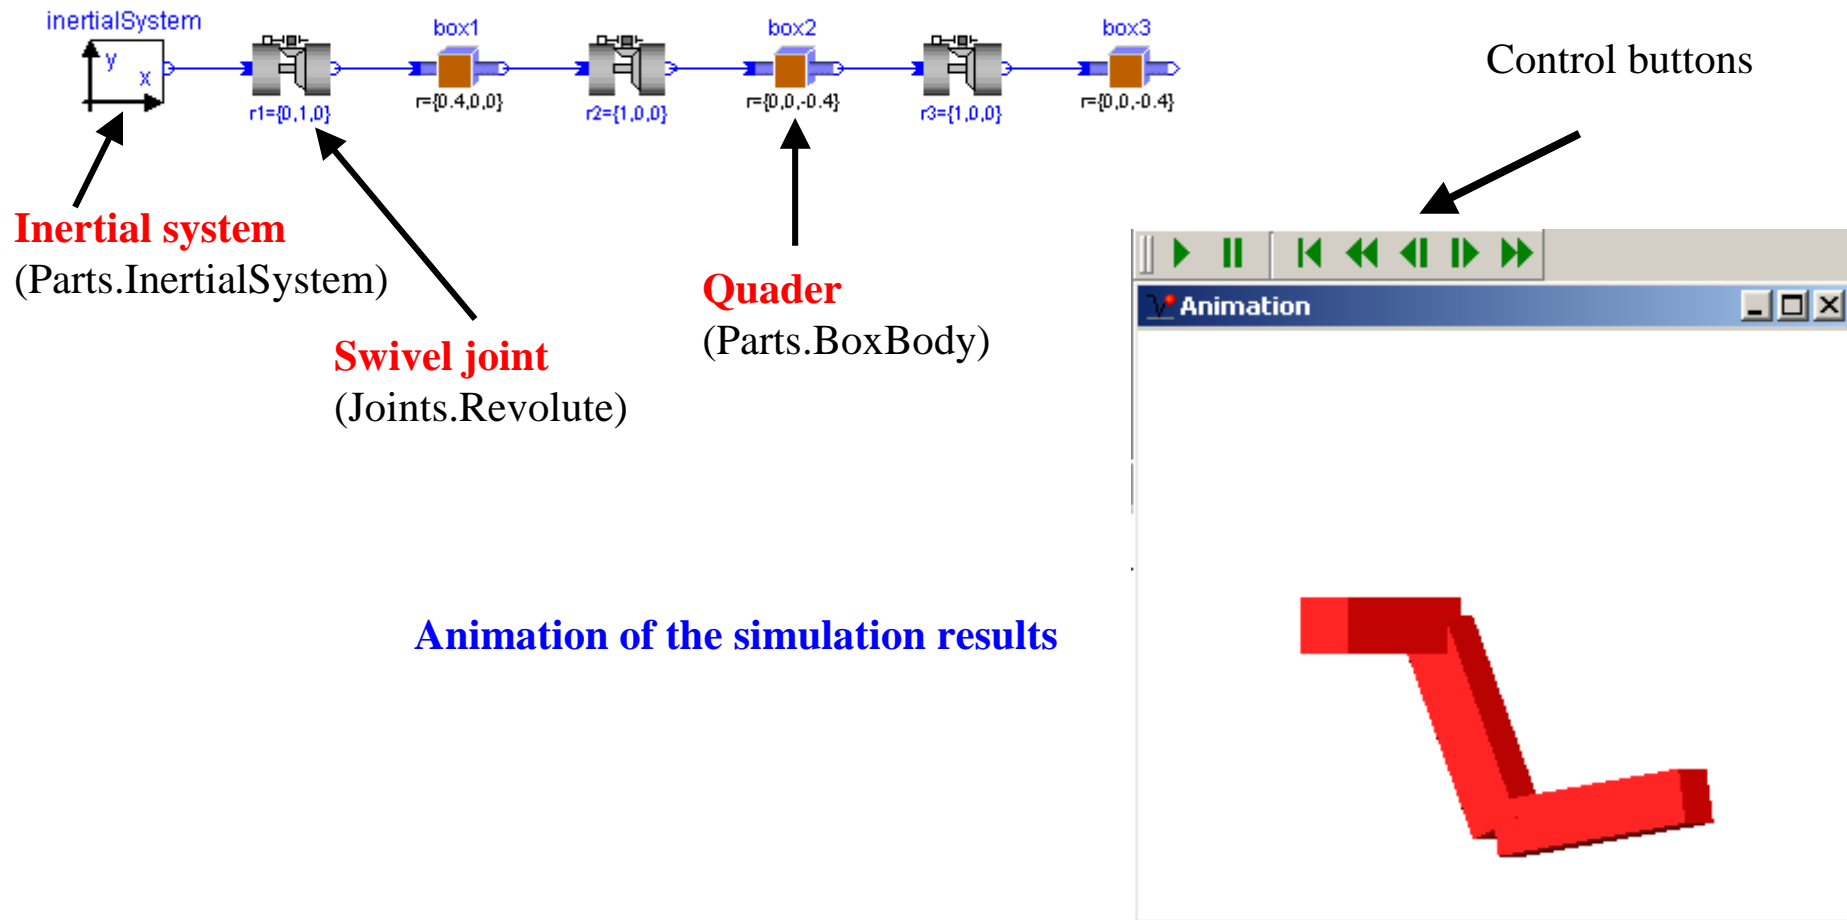 inertialSystem
box1
box2
box3
y
x
r1={0,1,0}
r={0.4,0,0}
r2={1,0,0}
r={0,0,-0.4}
r3={1,0,0}
r={0,0,-0.4}
Control buttons
Inertial system
(Parts.InertialSystem)
Swivel joint
(Joints.Revolute)
Quader
(Parts.BoxBody)
Animation
Animation of the simulation results